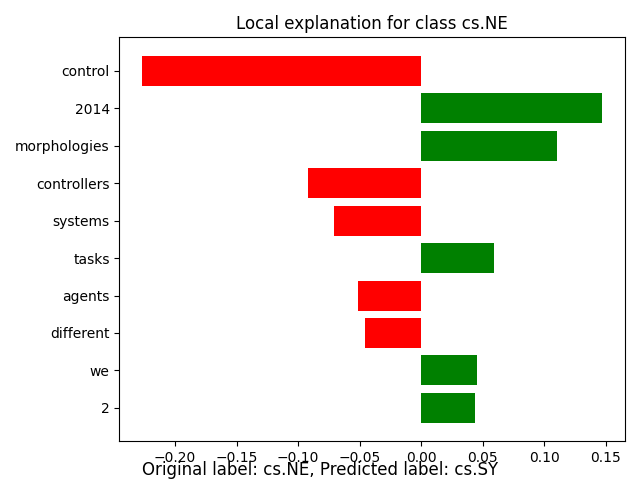 Local explanation for class cs.NE
control
2014
morphologies
controllers
systems
tasks
agents
different
we
2
−0.20 −0.15 −0.10 −0.05 0.00 0.05 0.10 0.15
Original label: cs.NE, Predicted label: cs.SY